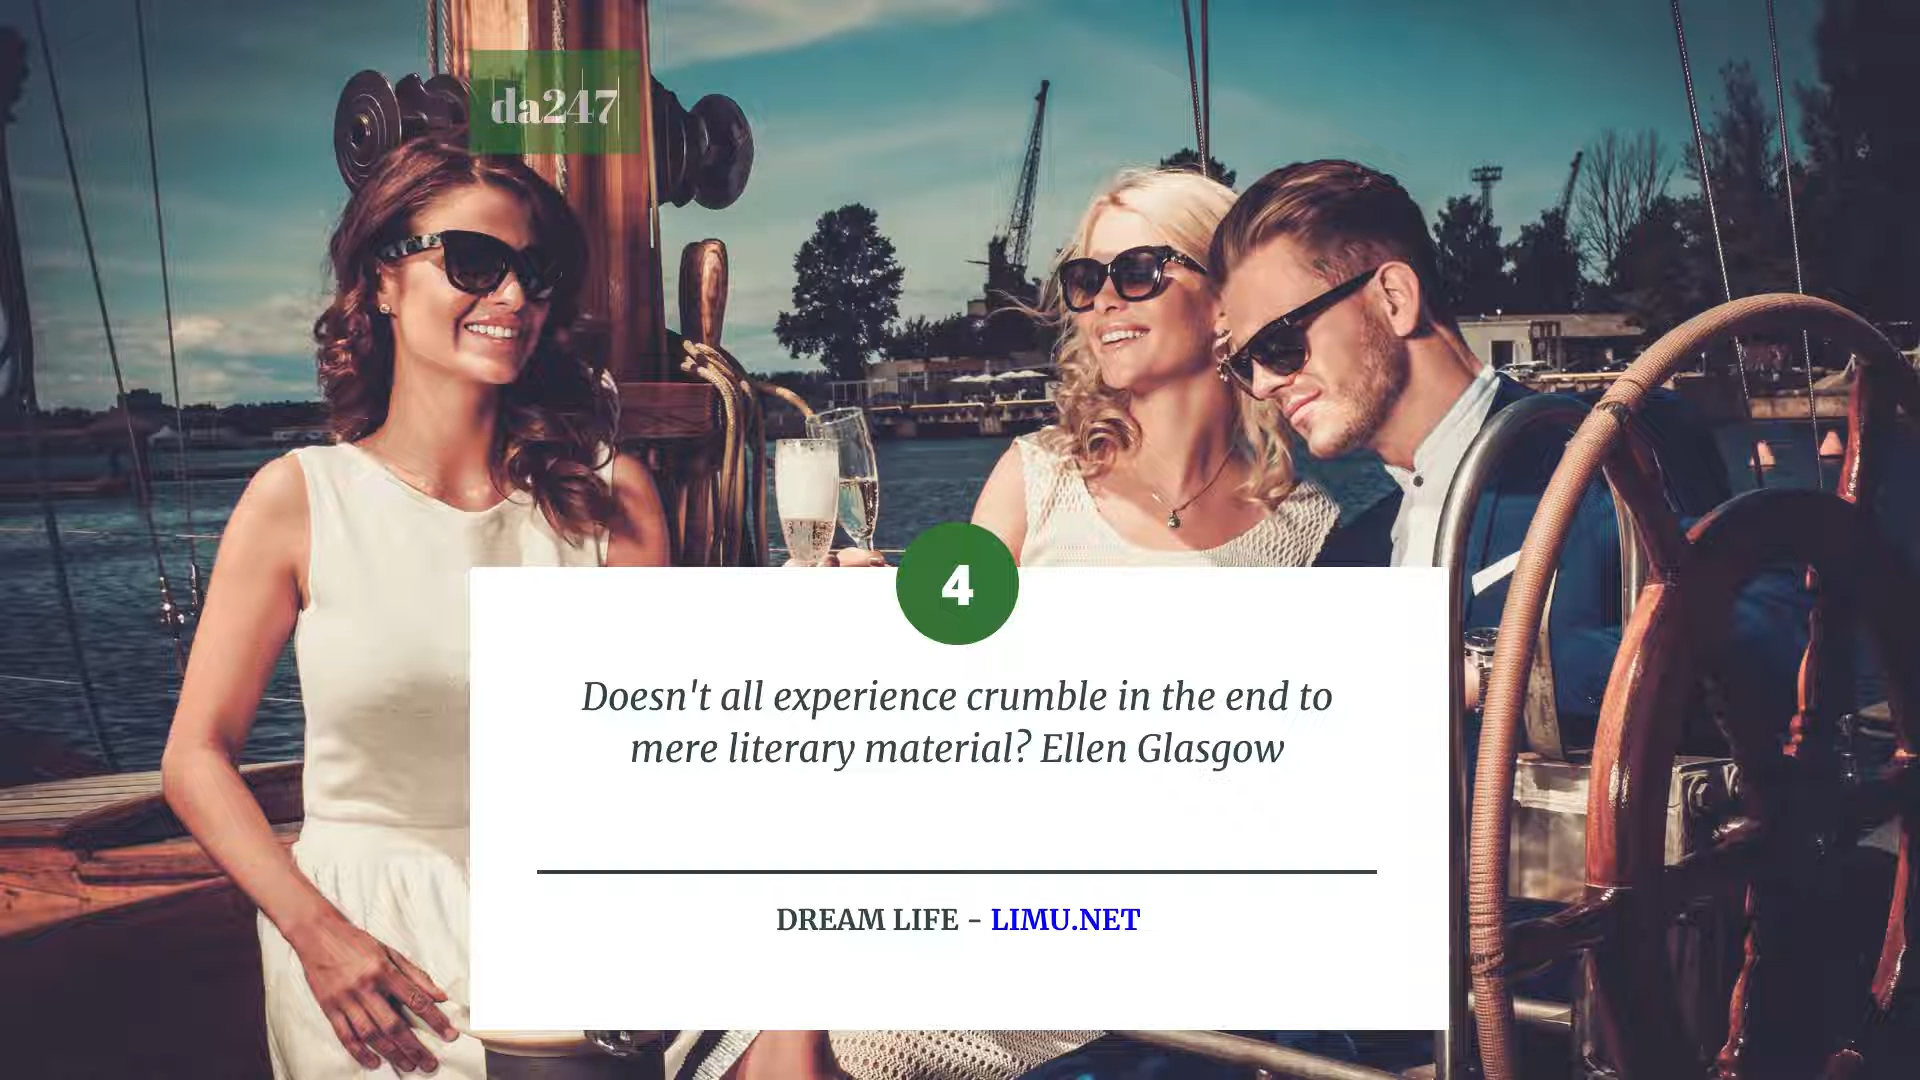 da247
4
Doesn't all experience crumble in the end to
mere literary material? Ellen Glasgow
DREAM LIFE - LIMU.NET